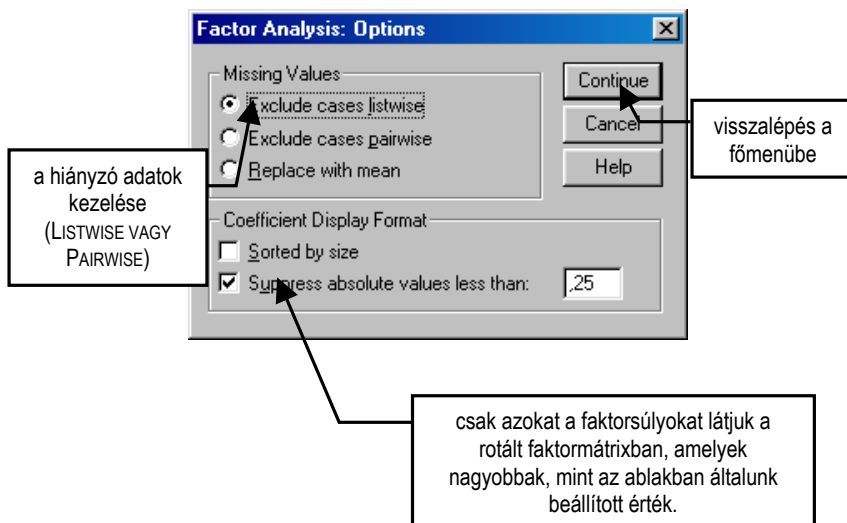 Factor Analysis: Options
Missing Values
Exclude cases listwise
Exclude cases pairwise
Replace with mean
Continue
Cancel
Help
visszalépés a
főmenübe
a hiányzó adatok
kezelése
(LISTWISE VAGY
PAIRWISE)
Coefficient Display Format
Sorted by size
Suppress absolute values less than:
,25
csak azokat a faktorsúlyokat látjuk a
rotált faktormátrixban, amelyek
nagyobbak, mint az ablakban általunk
beállított érték.